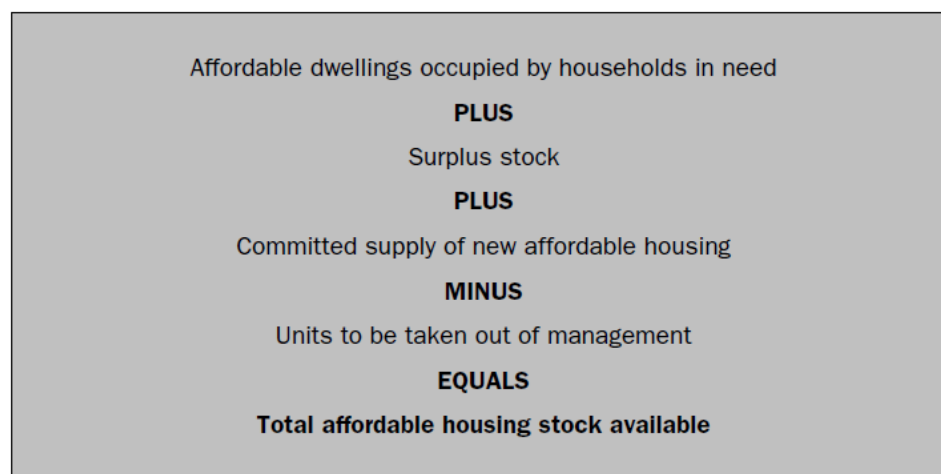 Affordable dwellings occupied by households in need
PLUS
Surplus stock
PLUS
Committed supply of new affordable housing
MINUS
Units to be taken out of management
EQUALS
Total affordable housing stock available